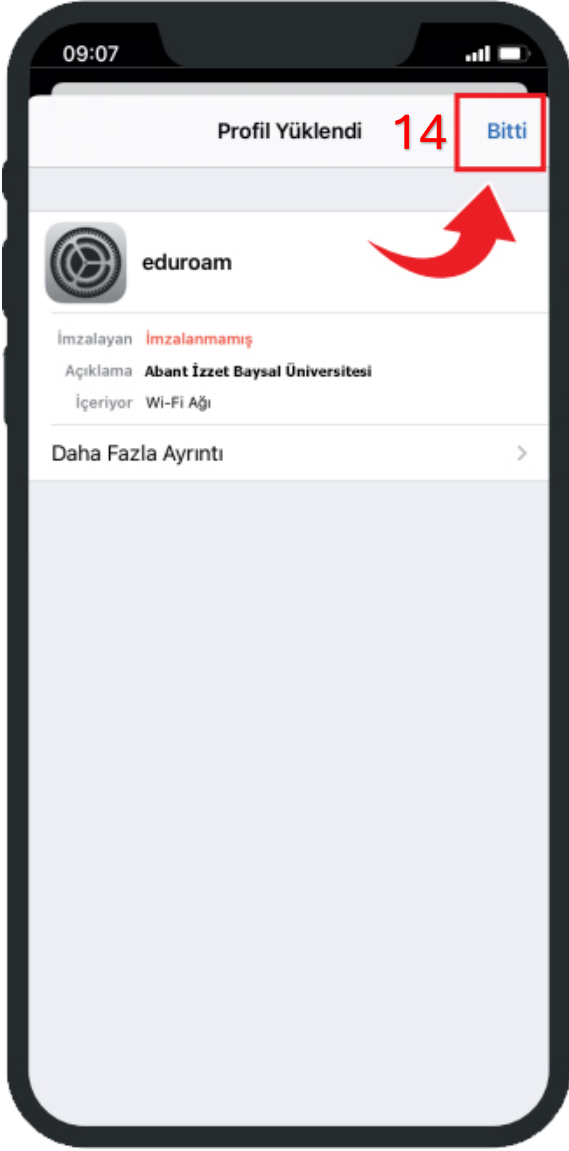 09:07
Profil Yüklendi 14 Bitti
eduroam
İmzalayan İmzalanmamış
Açıklama Abant İzzet Baysal Üniversitesi
İçeriyor Wi-Fi Ağı
Daha Fazla Ayrıntı